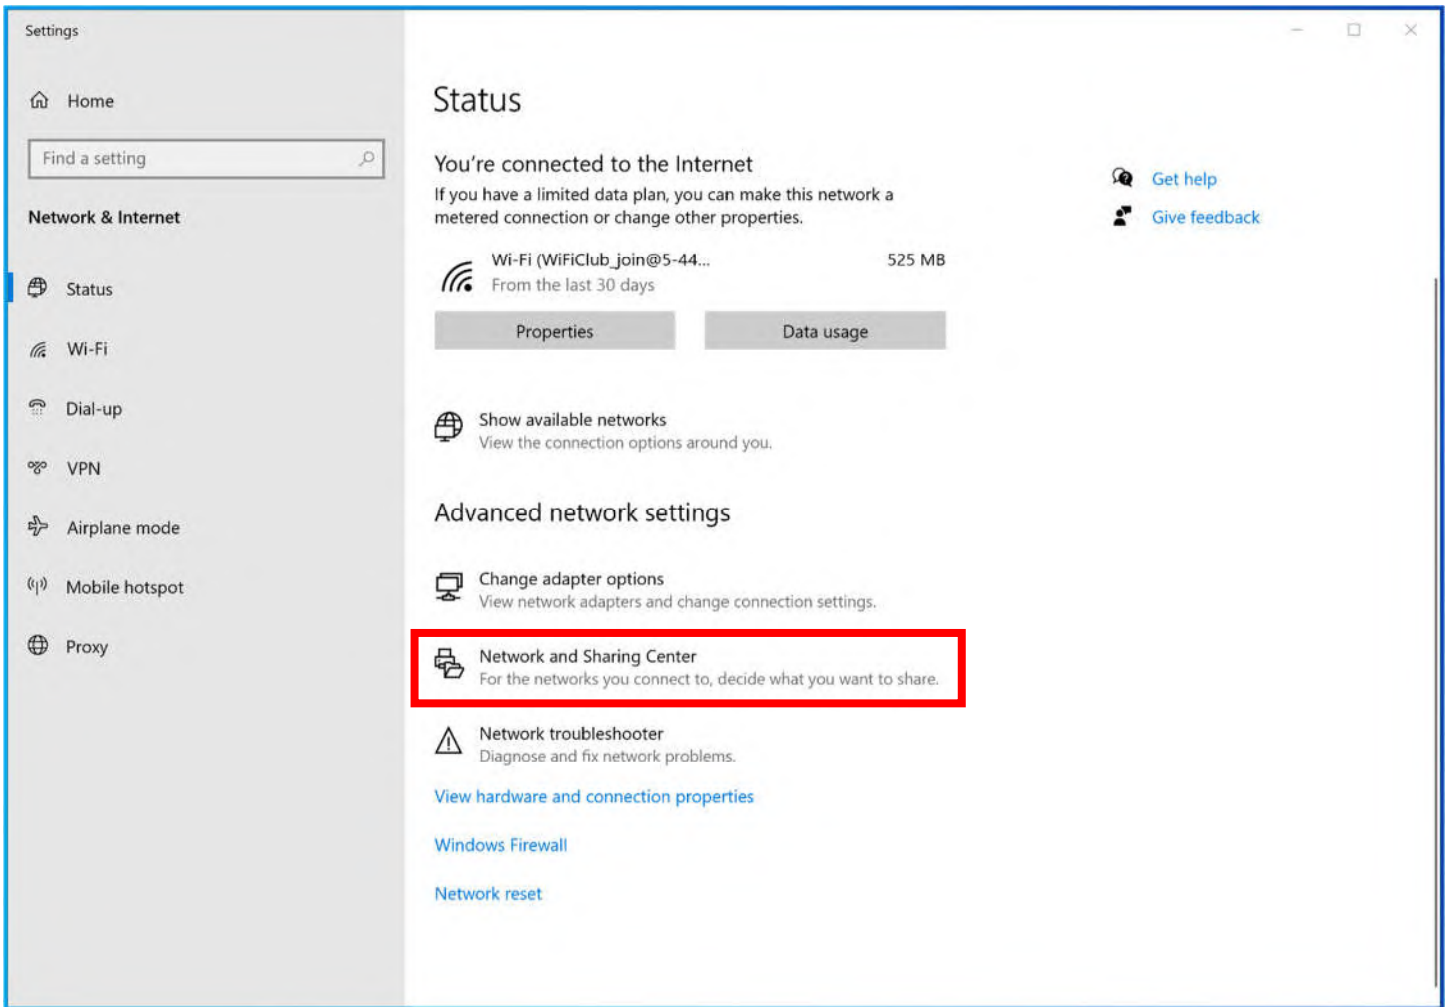 Settings
Home
Find a setting
Network & Internet
Status
Wi-Fi
Dial-up
VPN
Airplane mode
Mobile hotspot
Proxy
Status
You're connected to the Internet
If you have a limited data plan, you can make this network a
metered connection or change other properties.
Wi-Fi (WiFiClub_join@5-44... 525 MB
From the last 30 days
Properties Data usage
Show available networks
View the connection options around you.
Advanced network settings
Change adapter options
View network adapters and change connection settings.
Network and Sharing Center
For the networks you connect to, decide what you want to share.
Network troubleshooter
Diagnose and fix network problems.
View hardware and connection properties
Windows Firewall
Network reset
Get help
Give feedback